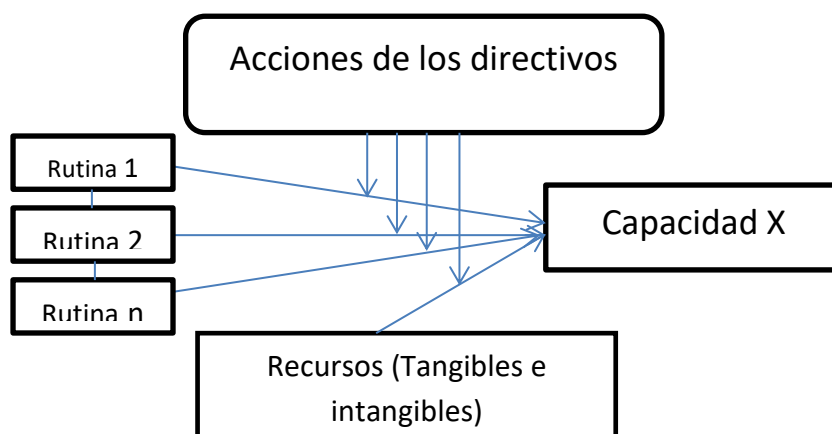 Acciones de los directivos
Rutina 1
Rutina 2
Rutina n
Capacidad X
Recursos (Tangibles e
intangibles)